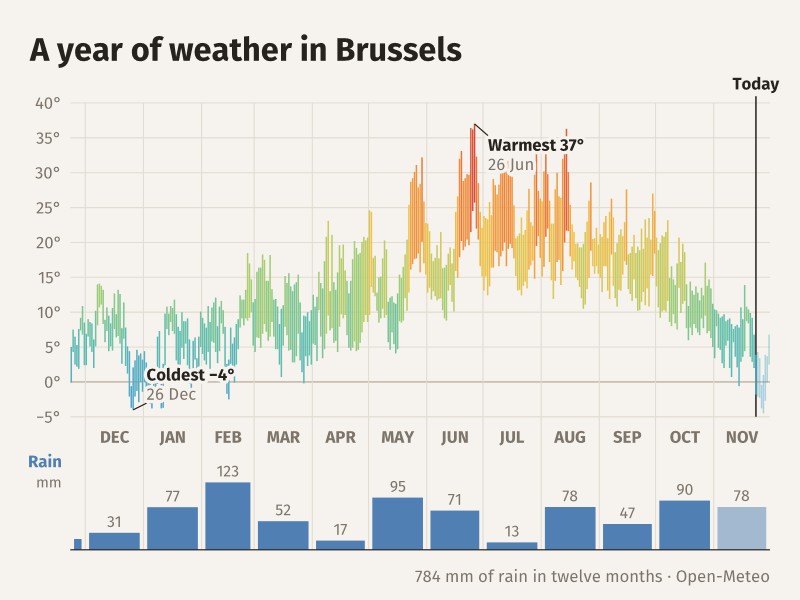 A year of weather in Brussels
Today
40°
35°
30°
25°
20°
15°
10°
5°
0°
−5°
Warmest 37°
26 Jun
Coldest −4°
26 Dec
DEC JAN FEB MAR APR MAY JUN JUL AUG SEP OCT NOV
Rain
mm
31 77 123 52 17 95 71 13 78 47 90 78
784 mm of rain in twelve months · Open-Meteo